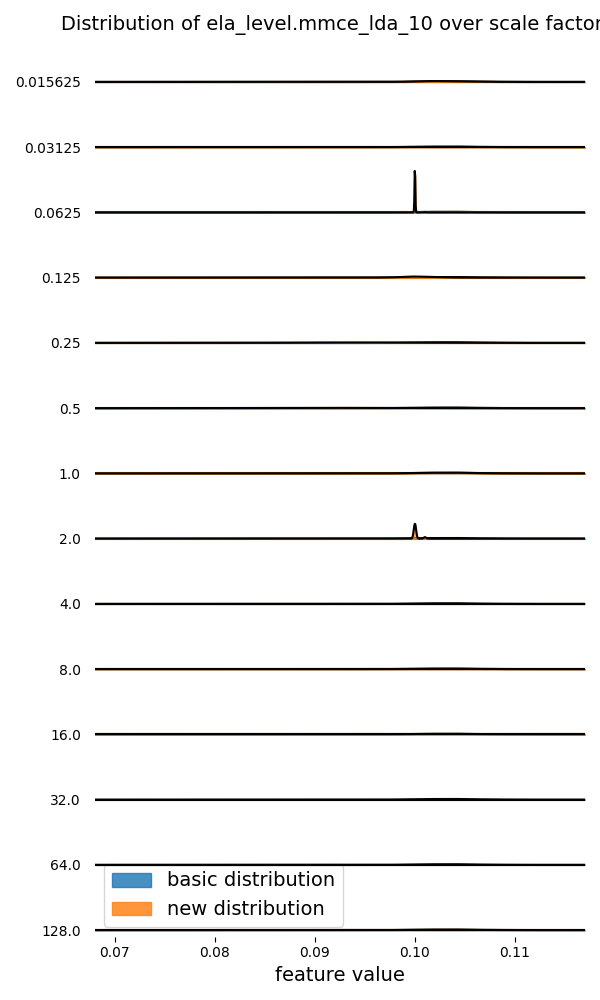 Distribution of ela_level.mmce_lda_10 over scale factor
0.015625
0.03125
0.0625
0.125
0.25
0.5
1.0
2.0
4.0
8.0
16.0
32.0
64.0
basic distribution
new distribution
128.0
0.07 0.08 0.09 0.10 0.11
feature value